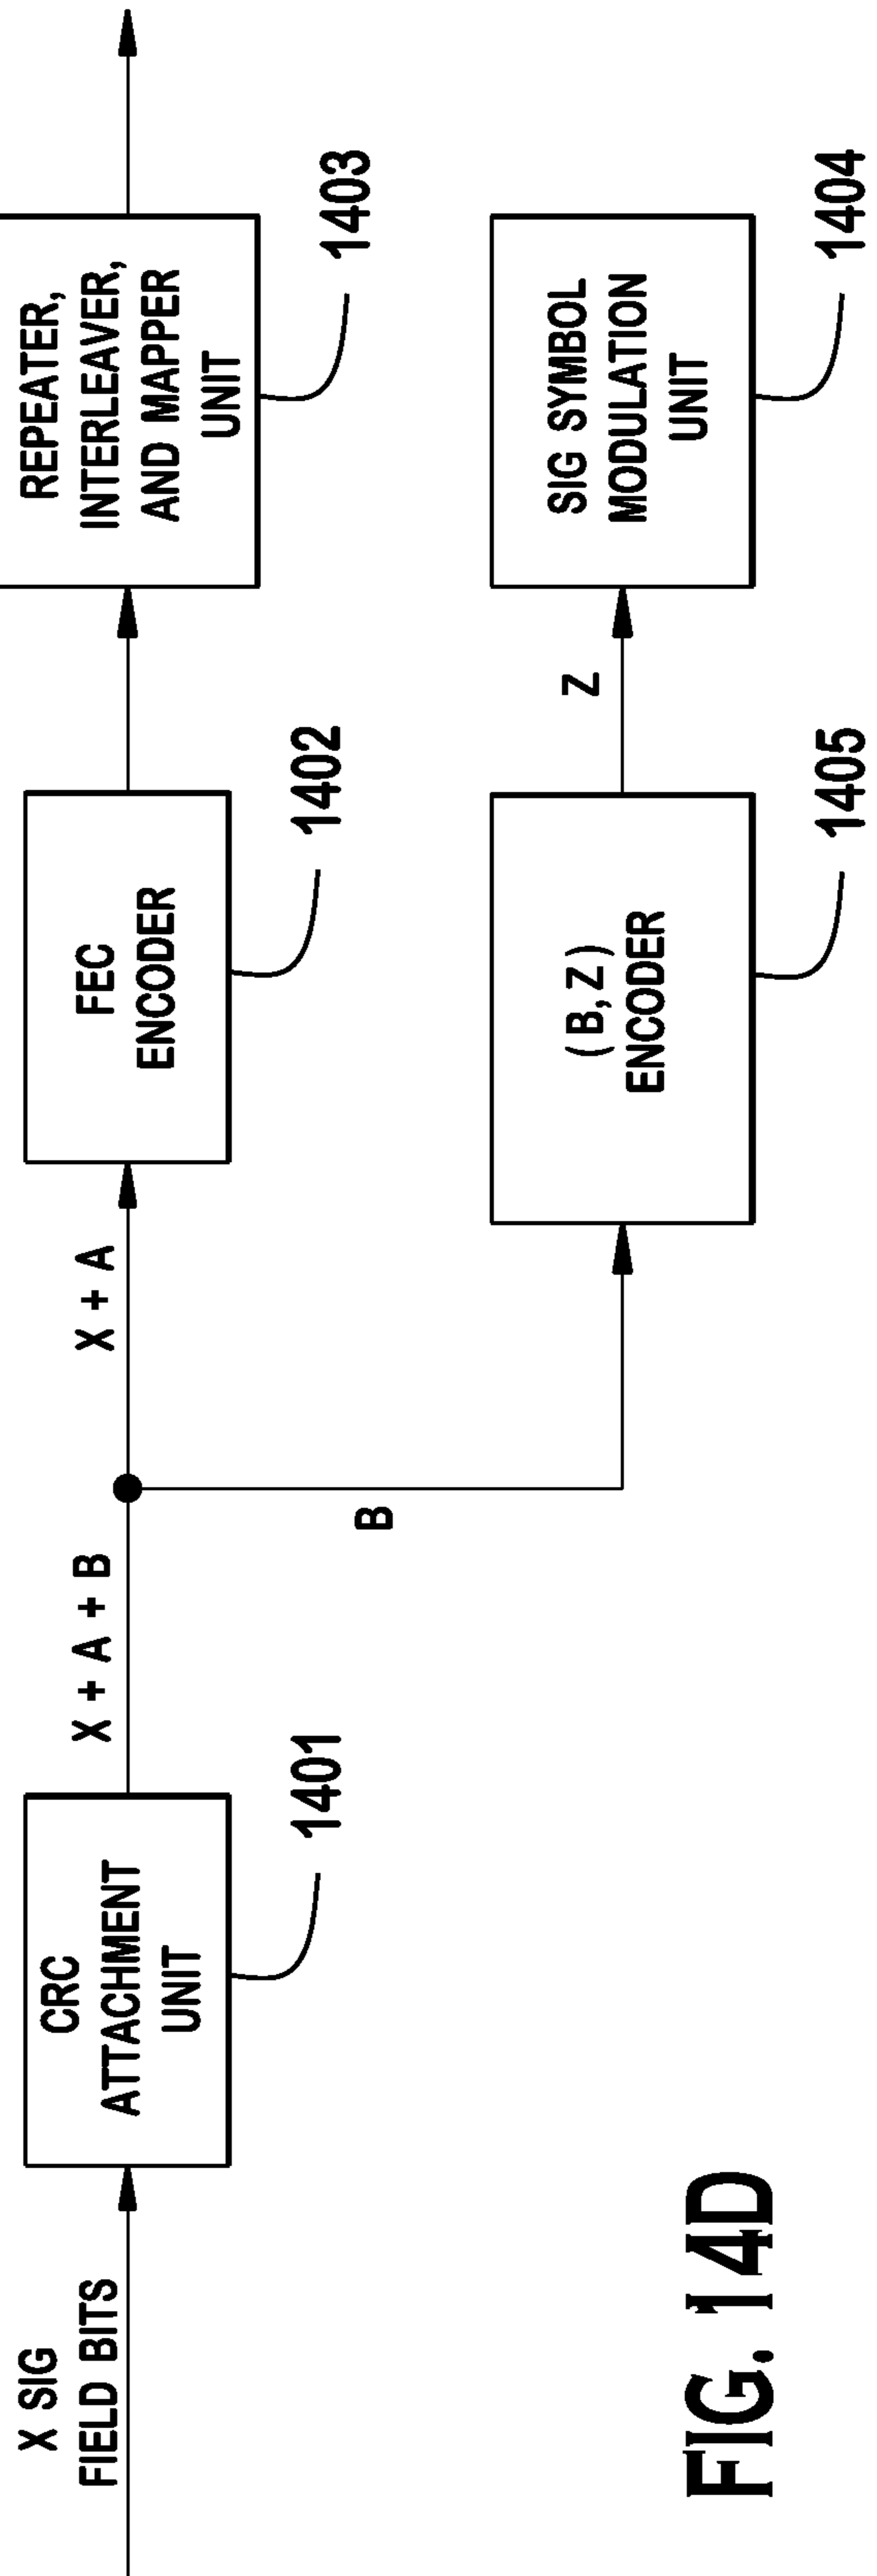 X SIG
FIELD BITS
CRC
ATTACHMENT
UNIT
1401
X + A + B
B
X + A
FEC
ENCODER
1402
REPEATER,
INTERLEAVER,
AND MAPPER
UNIT
1403
( B, Z )
ENCODER
1405
Z
SIG SYMBOL
MODULATION
UNIT
1404
FIG. 14D